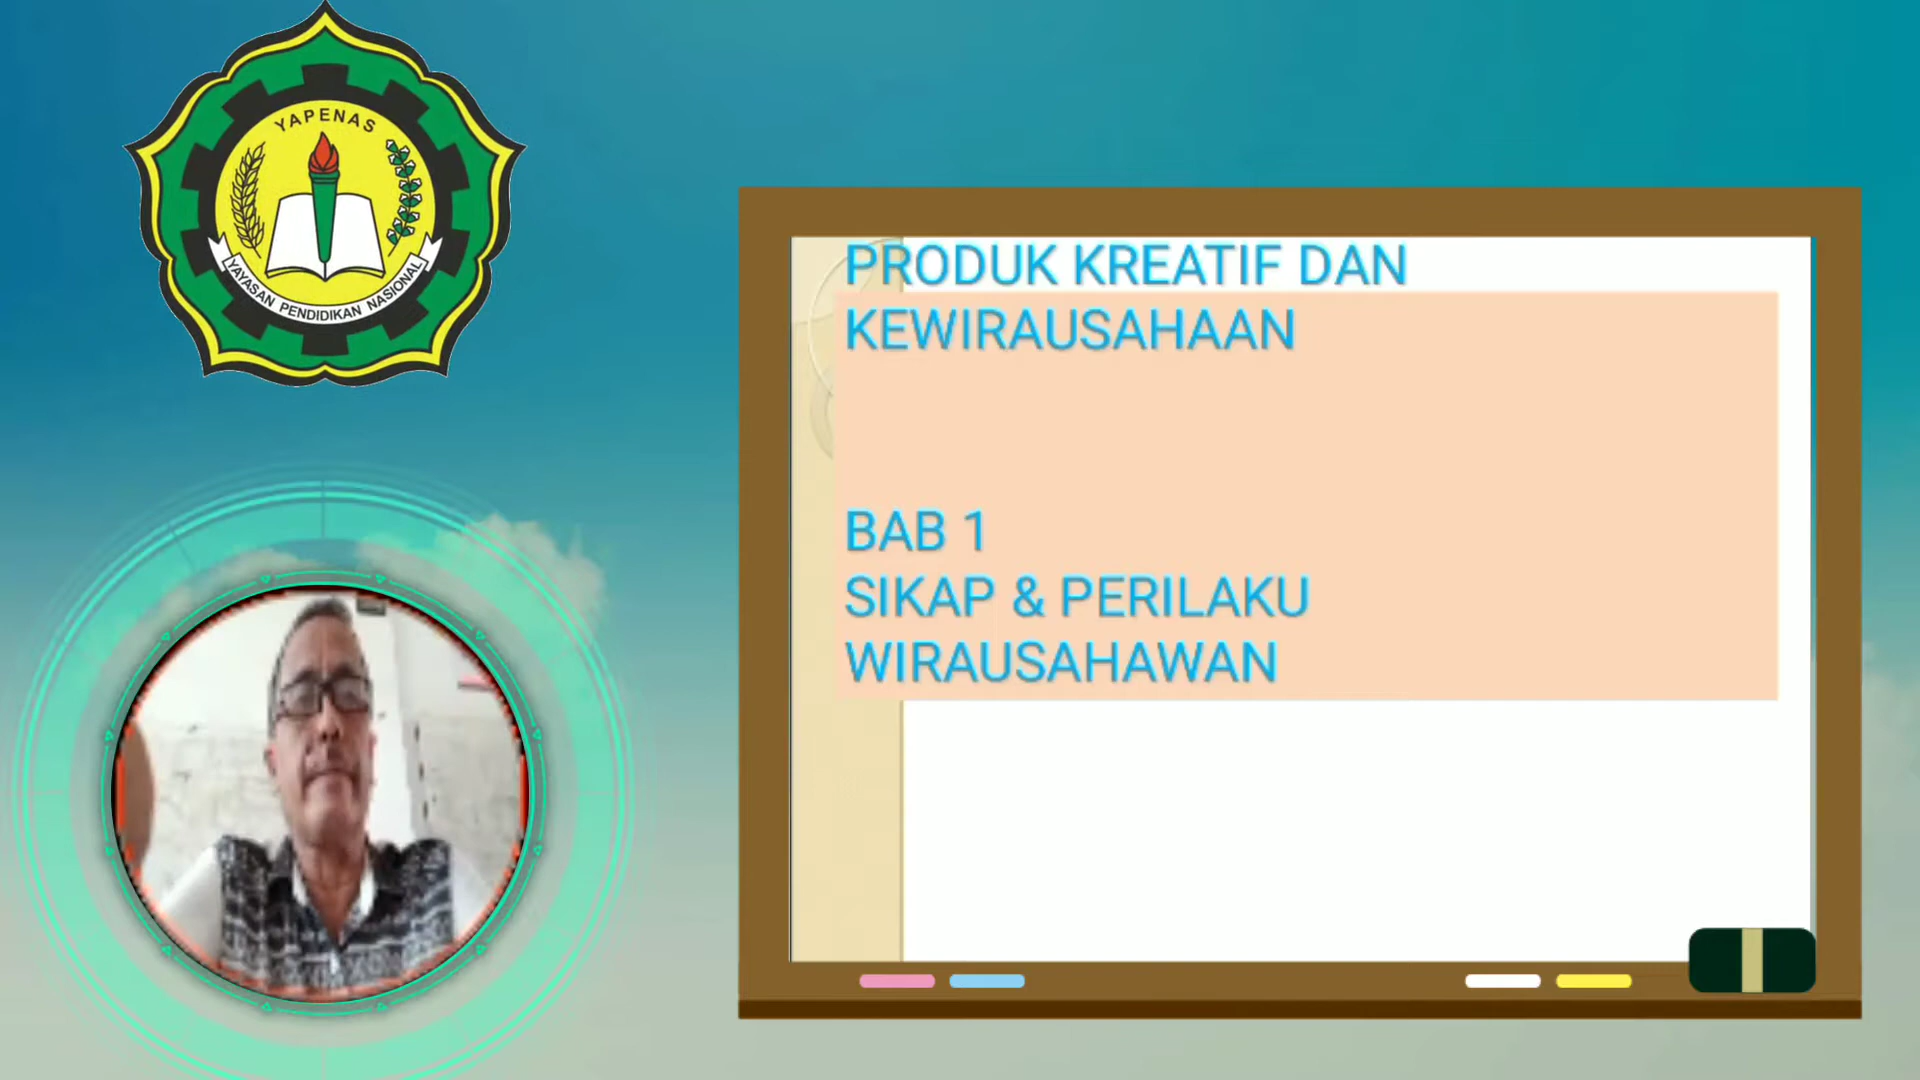 YAPENAS
YAYASAN PENDIDIKAN NASIONAL
PRODUK KREATIF DAN
KEWIRAUSAHAAN
BAB 1
SIKAP & PERILAKU
WIRAUSAHAWAN